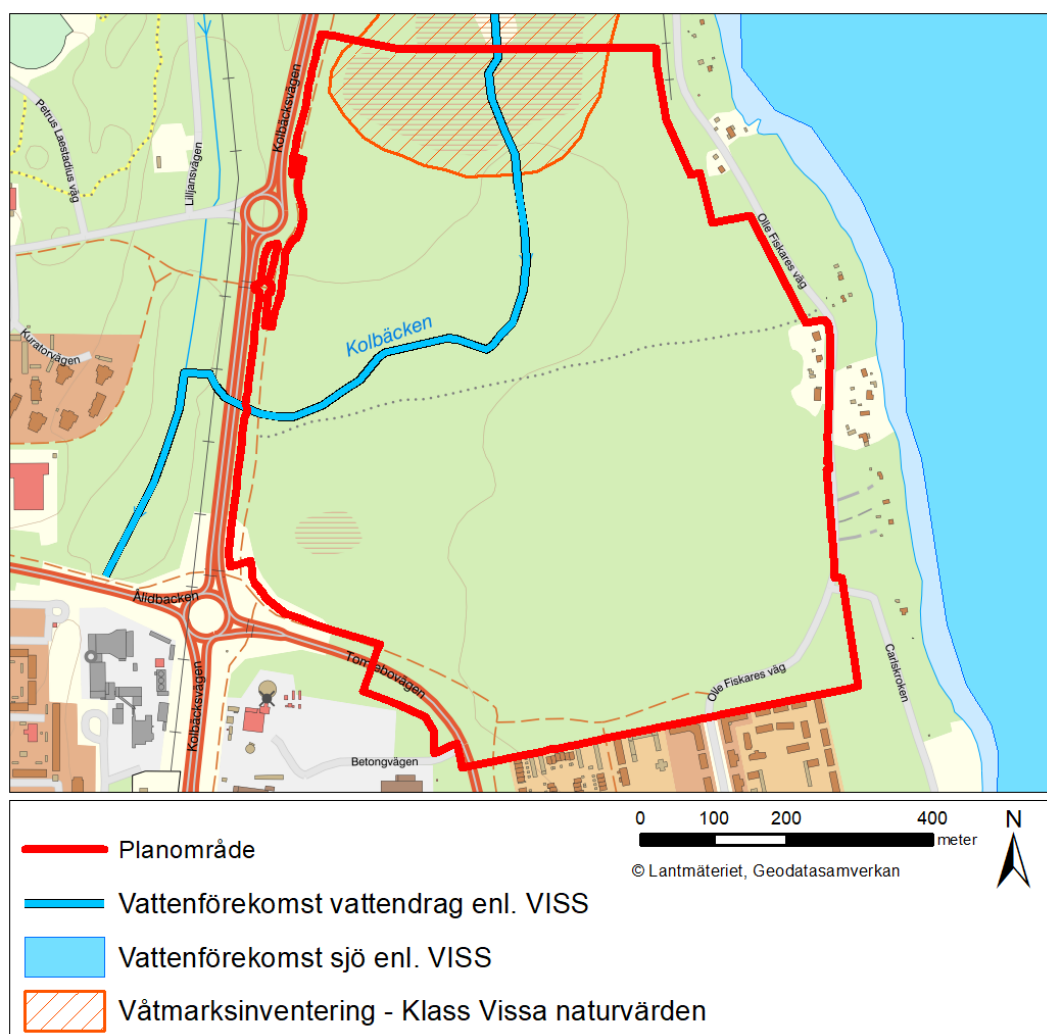 Kolbäcksvägen
Petrus Laestadius väg
Lilljansvägen
Olle Fiskares väg
Kolbäcken
Kuratorvägen
Ålidbacken
Tomtebovägen
Kolbäcksvägen
Olle Fiskares väg
Carlskroken
Betongvägen
0 100 200 400
meter
N
© Lantmäteriet, Geodatasamverkan
Planområde
Vattenförekomst vattendrag enl. VISS
Vattenförekomst sjö enl. VISS
Våtmarksinventering - Klass Vissa naturvärden